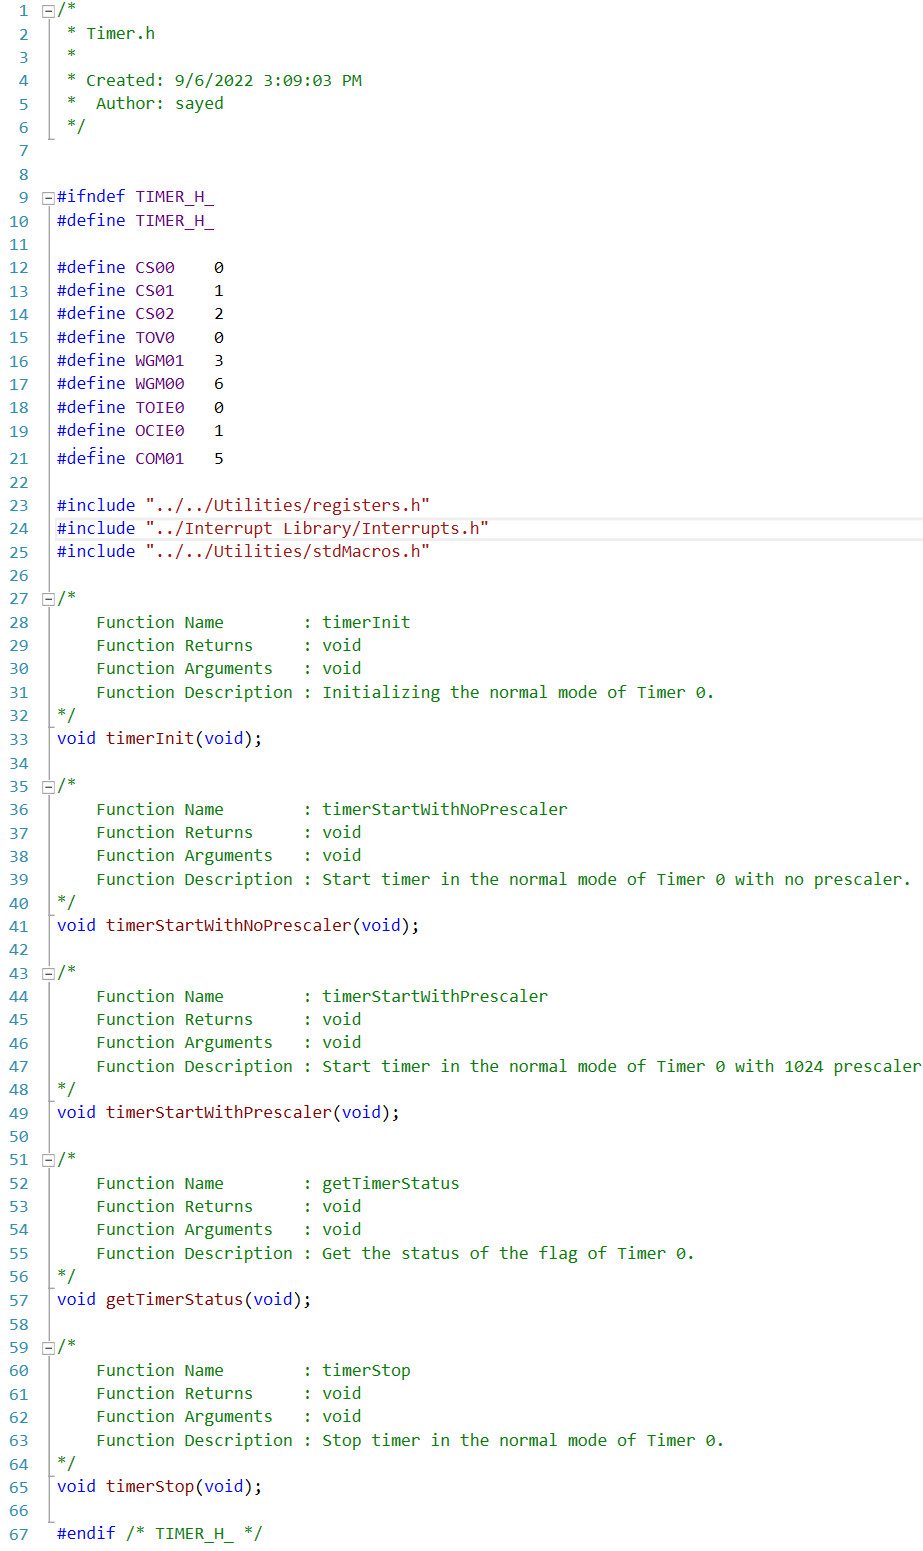 1 /*
2  * Timer.h
3  *
4  * Created: 9/6/2022 3:09:03 PM
5  *  Author: sayed
6  */
7
8
9 #ifndef TIMER_H_
10 #define TIMER_H_
11
12 #define CS00    0
13 #define CS01    1
14 #define CS02    2
15 #define TOV0    0
16 #define WGM01   3
17 #define WGM00   6
18 #define TOIE0   0
19 #define OCIE0   1
21 #define COM01   5
22
23 #include "../../Utilities/registers.h"
24 #include "../Interrupt Library/Interrupts.h"
25 #include "../../Utilities/stdMacros.h"
26
27 /*
28     Function Name        : timerInit
29     Function Returns     : void
30     Function Arguments   : void
31     Function Description : Initializing the normal mode of Timer 0.
32 */
33 void timerInit(void);
34
35 /*
36     Function Name        : timerStartWithNoPrescaler
37     Function Returns     : void
38     Function Arguments   : void
39     Function Description : Start timer in the normal mode of Timer 0 with no prescaler.
40 */
41 void timerStartWithNoPrescaler(void);
42
43 /*
44     Function Name        : timerStartWithPrescaler
45     Function Returns     : void
46     Function Arguments   : void
47     Function Description : Start timer in the normal mode of Timer 0 with 1024 prescaler
48 */
49 void timerStartWithPrescaler(void);
50
51 /*
52     Function Name        : getTimerStatus
53     Function Returns     : void
54     Function Arguments   : void
55     Function Description : Get the status of the flag of Timer 0.
56 */
57 void getTimerStatus(void);
58
59 /*
60     Function Name        : timerStop
61     Function Returns     : void
62     Function Arguments   : void
63     Function Description : Stop timer in the normal mode of Timer 0.
64 */
65 void timerStop(void);
66
67 #endif /* TIMER_H_ */